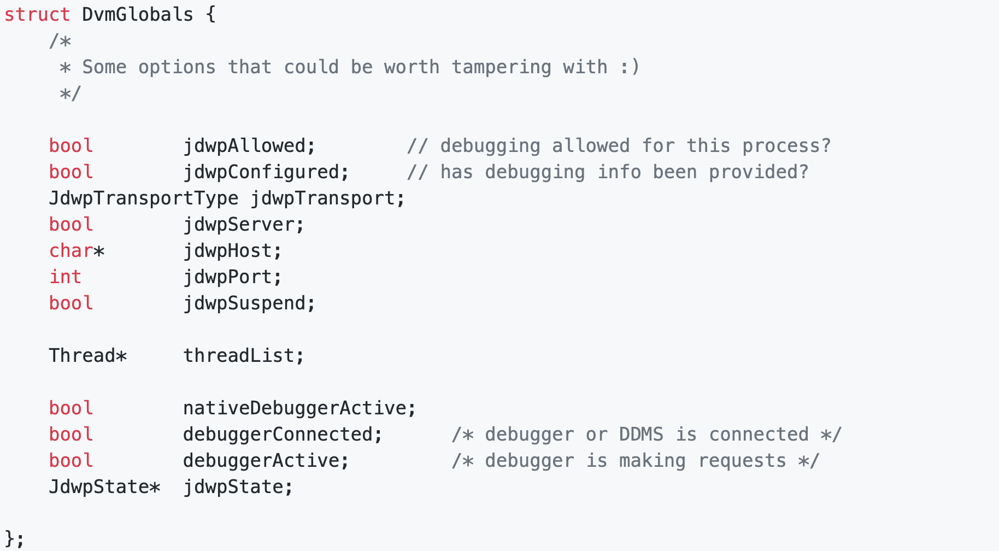 struct DvmGlobals {
    /*
     * Some options that could be worth tampering with :)
     */

    bool        jdwpAllowed;        // debugging allowed for this process?
    bool        jdwpConfigured;     // has debugging info been provided?
    JdwpTransportType jdwpTransport;
    bool        jdwpServer;
    char*       jdwpHost;
    int         jdwpPort;
    bool        jdwpSuspend;

    Thread*     threadList;

    bool        nativeDebuggerActive;
    bool        debuggerConnected;      /* debugger or DDMS is connected */
    bool        debuggerActive;         /* debugger is making requests */
    JdwpState*  jdwpState;

};